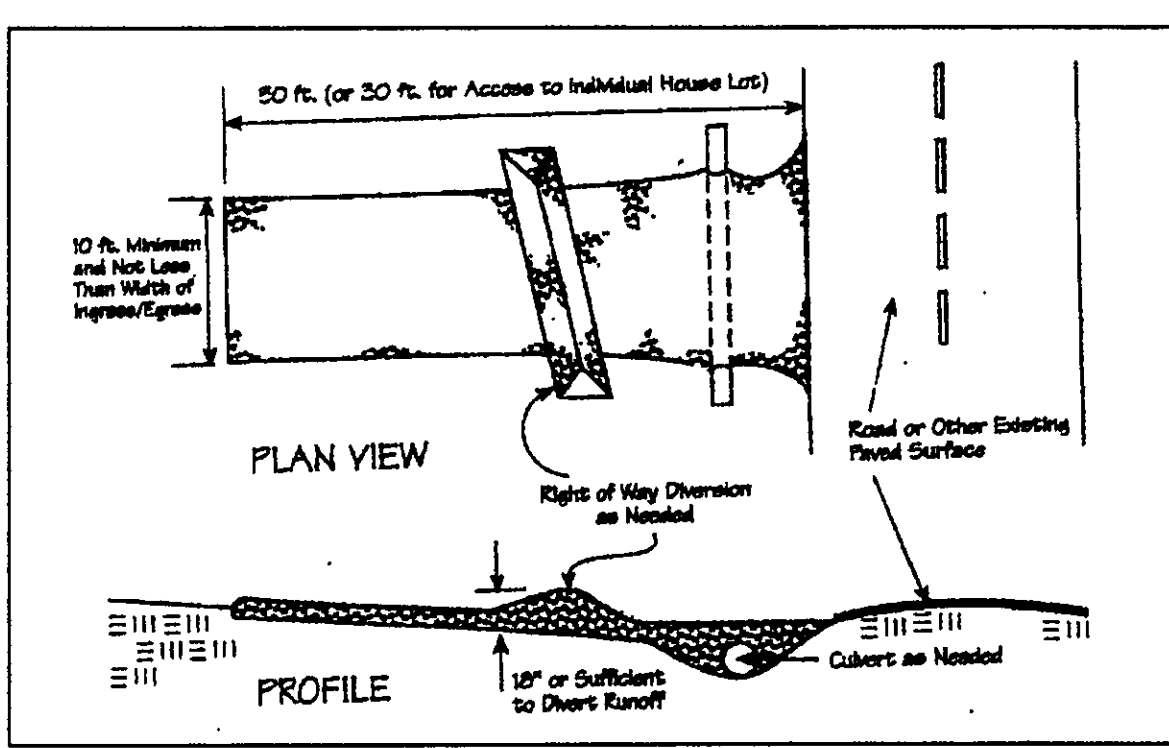 50 ft. (or 30 ft. for Access to Individual House Lot)
10 ft. Minimum
and Not Less
Than Width of
Ingress/Egress
PLAN VIEW
Road or Other Existing
Paved Surface
Right of Way Diversion
as Needed
Culvert as Needed
18" or Sufficient
to Divert Runoff
PROFILE